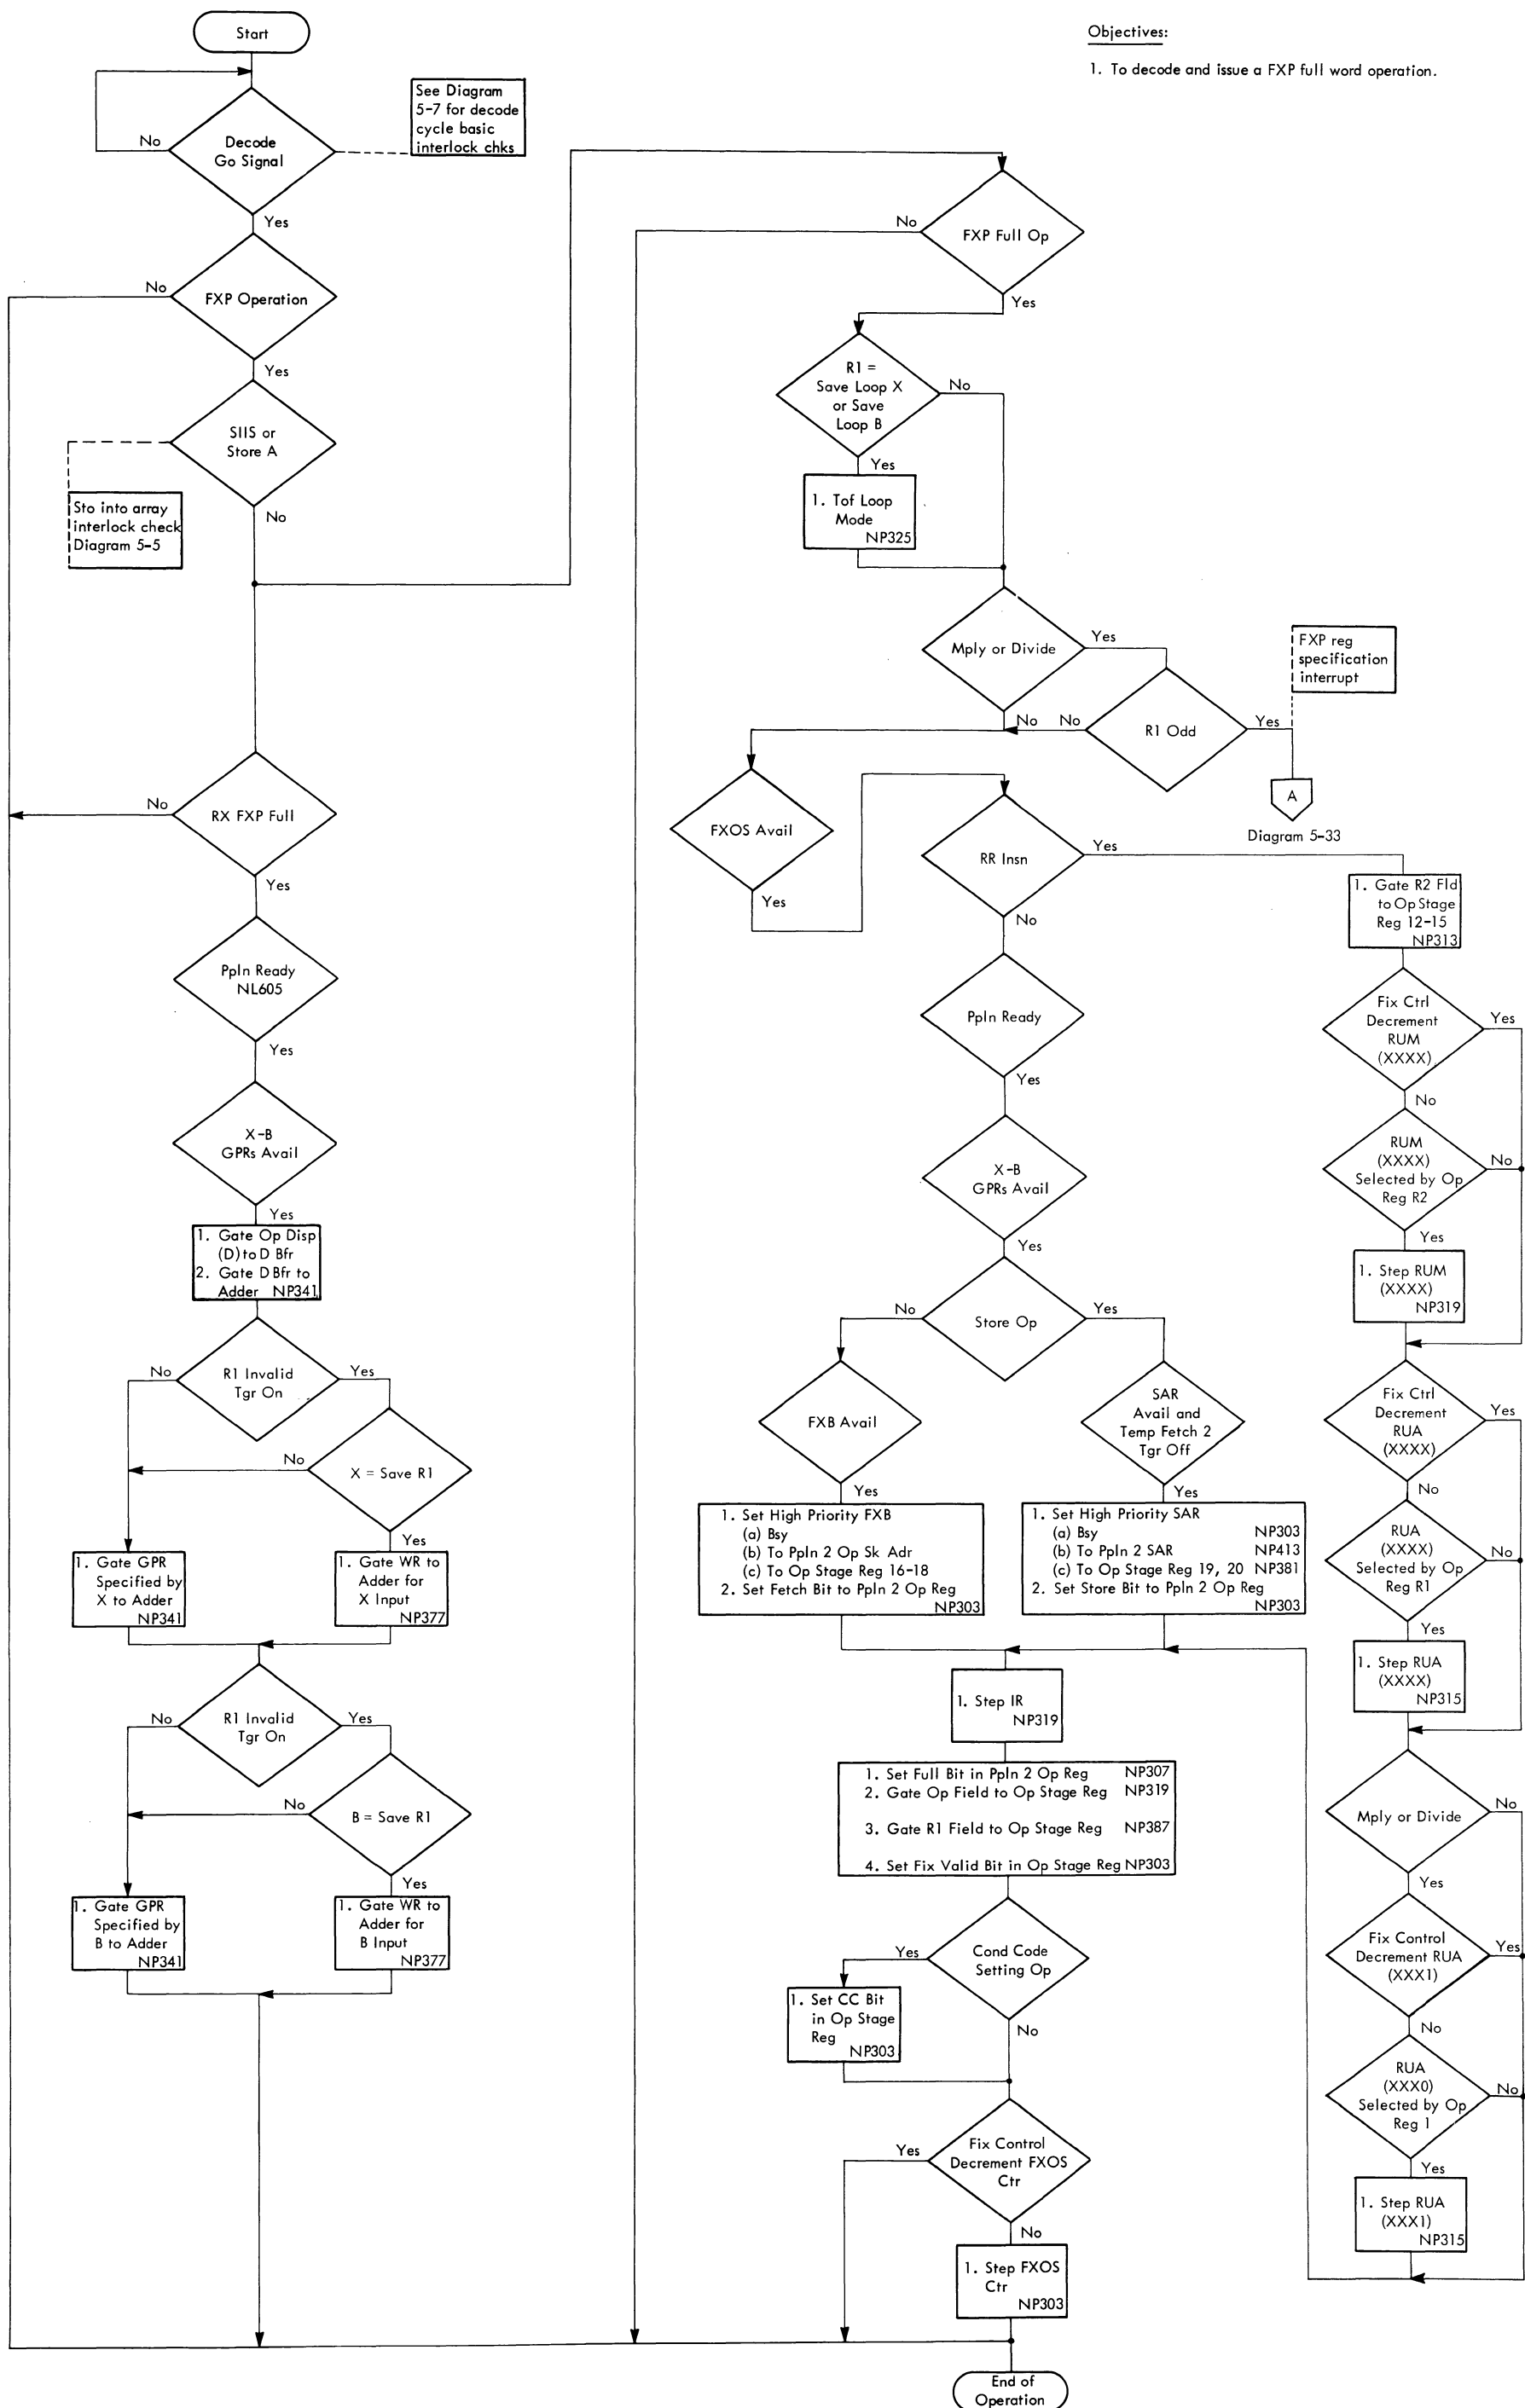 Start
Objectives:
1. To decode and issue a FXP full word operation.
See Diagram
5-7 for decode
cycle basic
interlock chks
No
Decode
Go Signal
Yes
No
FXP Operation
Yes
SIIS or
Store A
No
Sto into array
interlock check
Diagram 5-5
No
RX FXP Full
Yes
Ppln Ready
NL605
Yes
X-B
GPRs Avail
Yes
1. Gate Op Disp
(D) to D Bfr
2. Gate D Bfr to
Adder NP341
No
R1 Invalid
Tgr On
Yes
No
X = Save R1
Yes
1. Gate GPR
Specified by
X to Adder
NP341
1. Gate WR to
Adder for
X Input
NP377
No
R1 Invalid
Tgr On
Yes
No
B = Save R1
Yes
1. Gate GPR
Specified by
B to Adder
NP341
1. Gate WR to
Adder for
B Input
NP377
No
FXP Full Op
Yes
R1 =
Save Loop X
or Save
Loop B
No
Yes
1. Tof Loop
Mode
NP325
Mply or Divide
Yes
No
No
R1 Odd
Yes
FXP reg
specification
interrupt
A
Diagram 5-33
FXOS Avail
Yes
RR Insn
Yes
No
Ppln Ready
Yes
X-B
GPRs Avail
Yes
No
Store Op
Yes
FXB Avail
Yes
SAR
Avail and
Temp Fetch 2
Tgr Off
Yes
1. Set High Priority FXB
(a) Bsy
(b) To Ppln 2 Op Sk Adr
(c) To Op Stage Reg 16-18
2. Set Fetch Bit to Ppln 2 Op Reg
NP303
1. Set High Priority SAR
(a) Bsy NP303
(b) To Ppln 2 SAR NP413
(c) To Op Stage Reg 19, 20 NP381
2. Set Store Bit to Ppln 2 Op Reg
NP303
1. Step IR
NP319
1. Set Full Bit in Ppln 2 Op Reg NP307
2. Gate Op Field to Op Stage Reg NP319
3. Gate R1 Field to Op Stage Reg NP387
4. Set Fix Valid Bit in Op Stage Reg NP303
Yes
Cond Code
Setting Op
No
1. Set CC Bit
in Op Stage
Reg
NP303
Yes
Fix Control
Decrement FXOS
Ctr
No
1. Step FXOS
Ctr
NP303
End of
Operation
1. Gate R2 Fld
to Op Stage
Reg 12-15
NP313
Fix Ctrl
Decrement
RUM
(XXXX)
Yes
No
RUM
(XXXX)
Selected by Op
Reg R2
No
Yes
1. Step RUM
(XXXX)
NP319
Fix Ctrl
Decrement
RUA
(XXXX)
Yes
No
RUA
(XXXX)
Selected by Op
Reg R1
No
Yes
1. Step RUA
(XXXX)
NP315
Mply or Divide
No
Yes
Fix Control
Decrement RUA
(XXX1)
Yes
No
RUA
(XXX0)
Selected by Op
Reg 1
No
Yes
1. Step RUA
(XXX1)
NP315